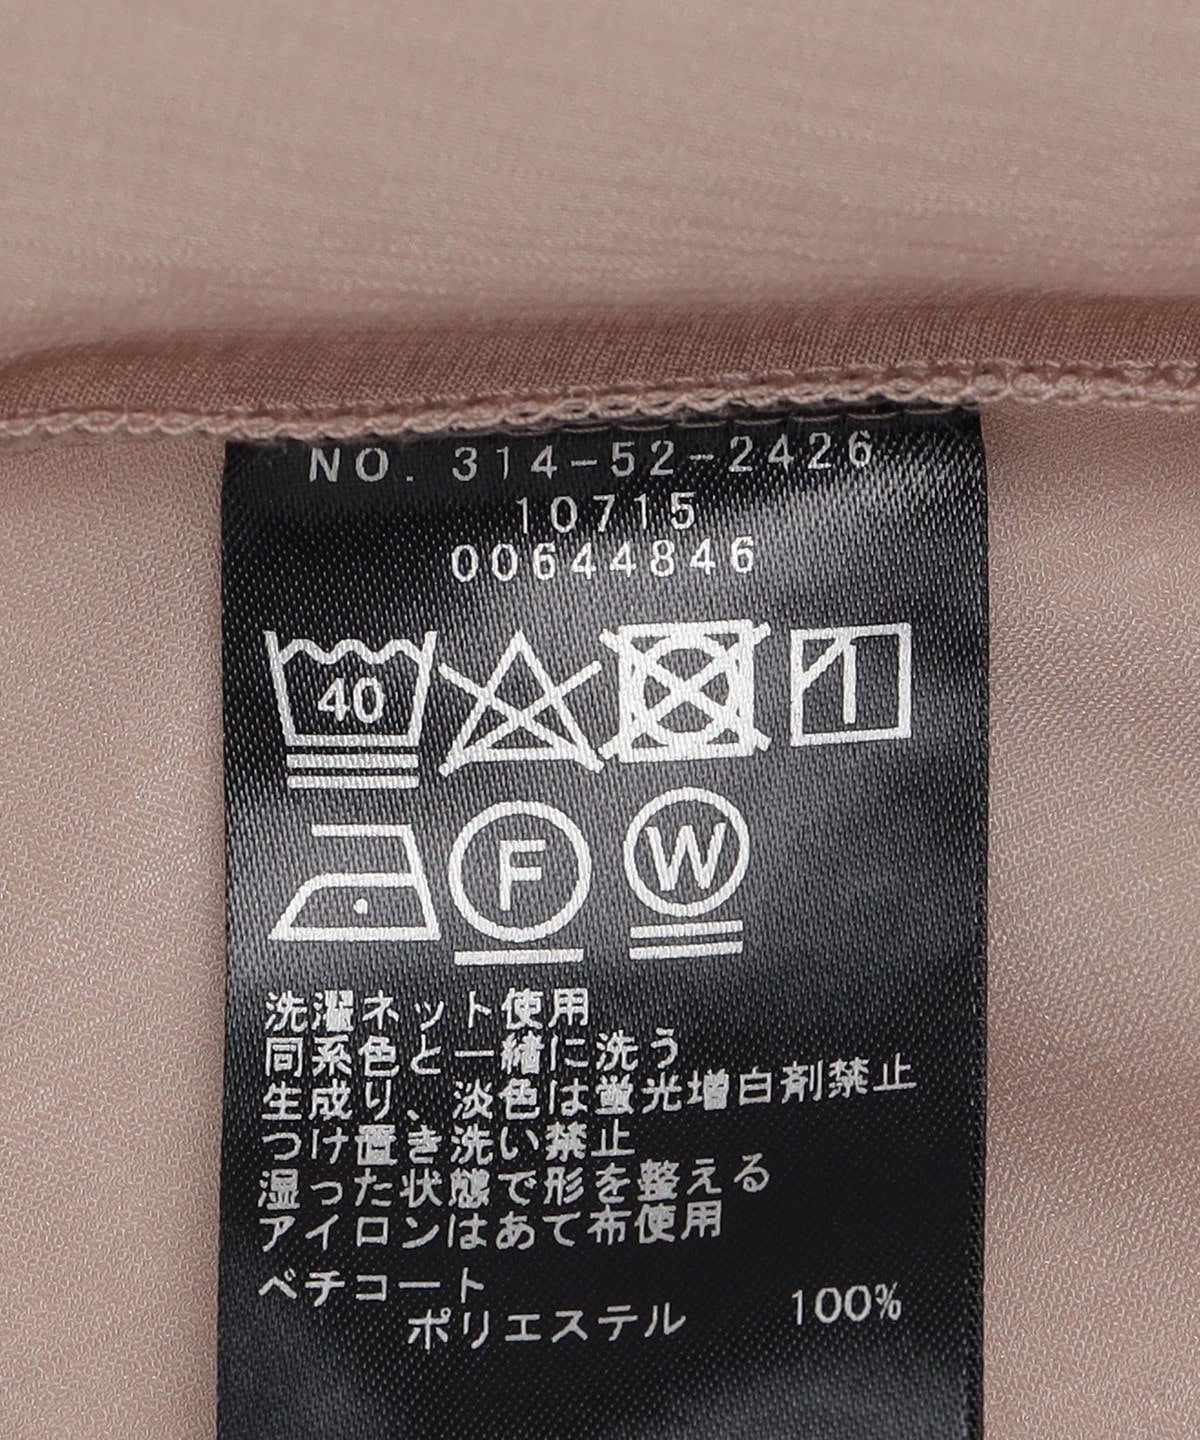 NO. 314-52-2426
10715
00644846
40
F W
洗濯ネット使用
同系色と一緒に洗う
生成り、淡色は蛍光増白剤禁止
つけ置き洗い禁止
湿った状態で形を整える
アイロンはあて布使用
ペチコート
ポリエステル 100%